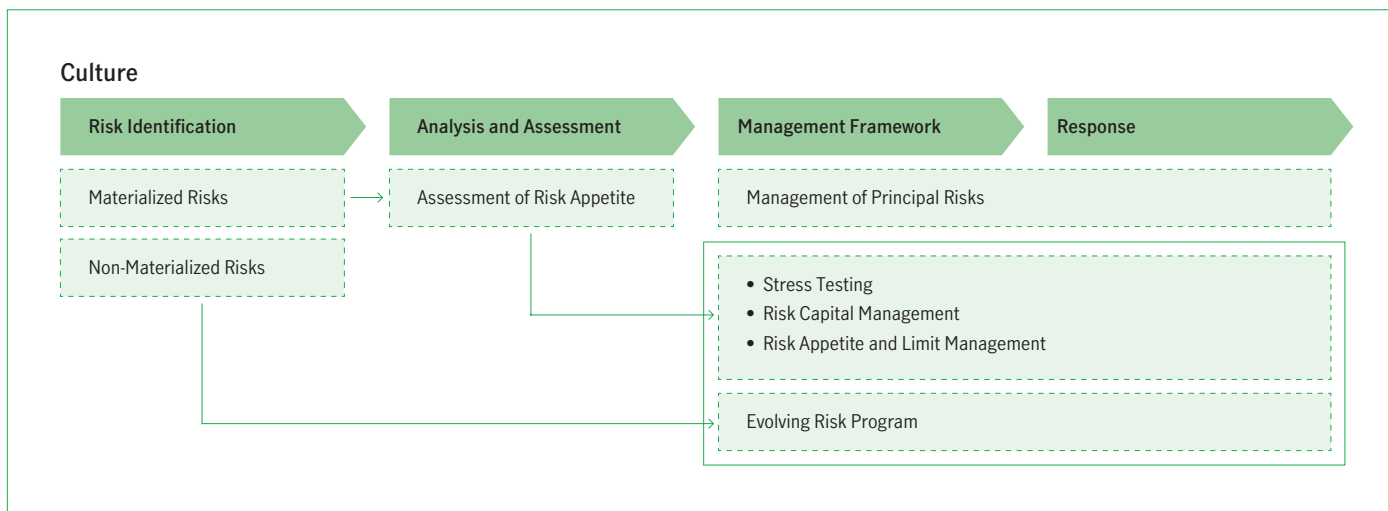 Culture
Risk Identification
Analysis and Assessment
Management Framework
Response
Materialized Risks
Assessment of Risk Appetite
Management of Principal Risks
Non-Materialized Risks
• Stress Testing
• Risk Capital Management
• Risk Appetite and Limit Management
Evolving Risk Program